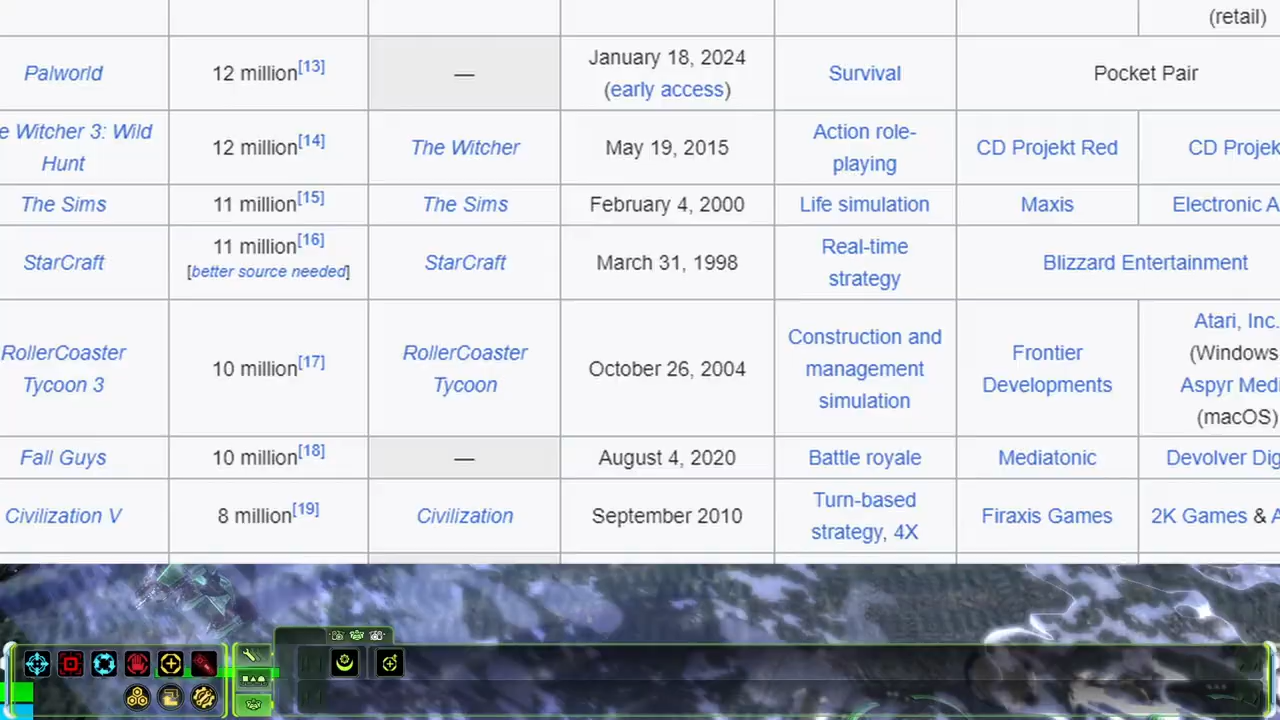 (retail)
Palworld 12 million[13] — January 18, 2024 (early access) Survival Pocket Pair
e Witcher 3: Wild Hunt 12 million[14] The Witcher May 19, 2015 Action role-playing CD Projekt Red CD Projek
The Sims 11 million[15] The Sims February 4, 2000 Life simulation Maxis Electronic A
StarCraft 11 million[16] [better source needed] StarCraft March 31, 1998 Real-time strategy Blizzard Entertainment
RollerCoaster Tycoon 3 10 million[17] RollerCoaster Tycoon October 26, 2004 Construction and management simulation Frontier Developments Atari, Inc. (Windows Aspyr Medi (macOS)
Fall Guys 10 million[18] — August 4, 2020 Battle royale Mediatonic Devolver Dig
Civilization V 8 million[19] Civilization September 2010 Turn-based strategy, 4X Firaxis Games 2K Games & A